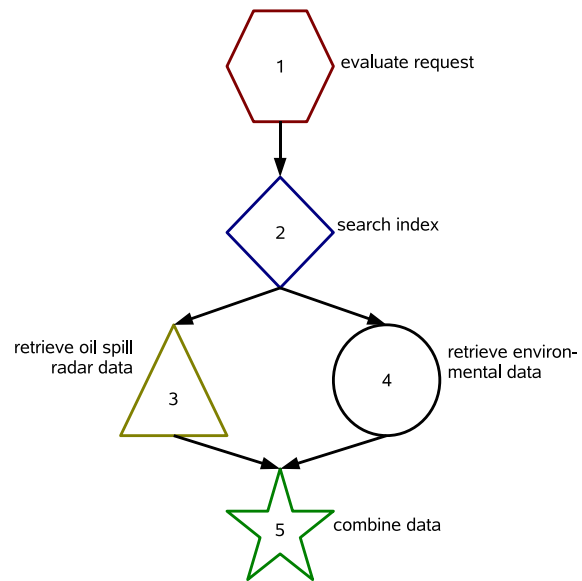 1
evaluate request
2
search index
retrieve oil spill
radar data
3
4
retrieve environ-
mental data
5
combine data